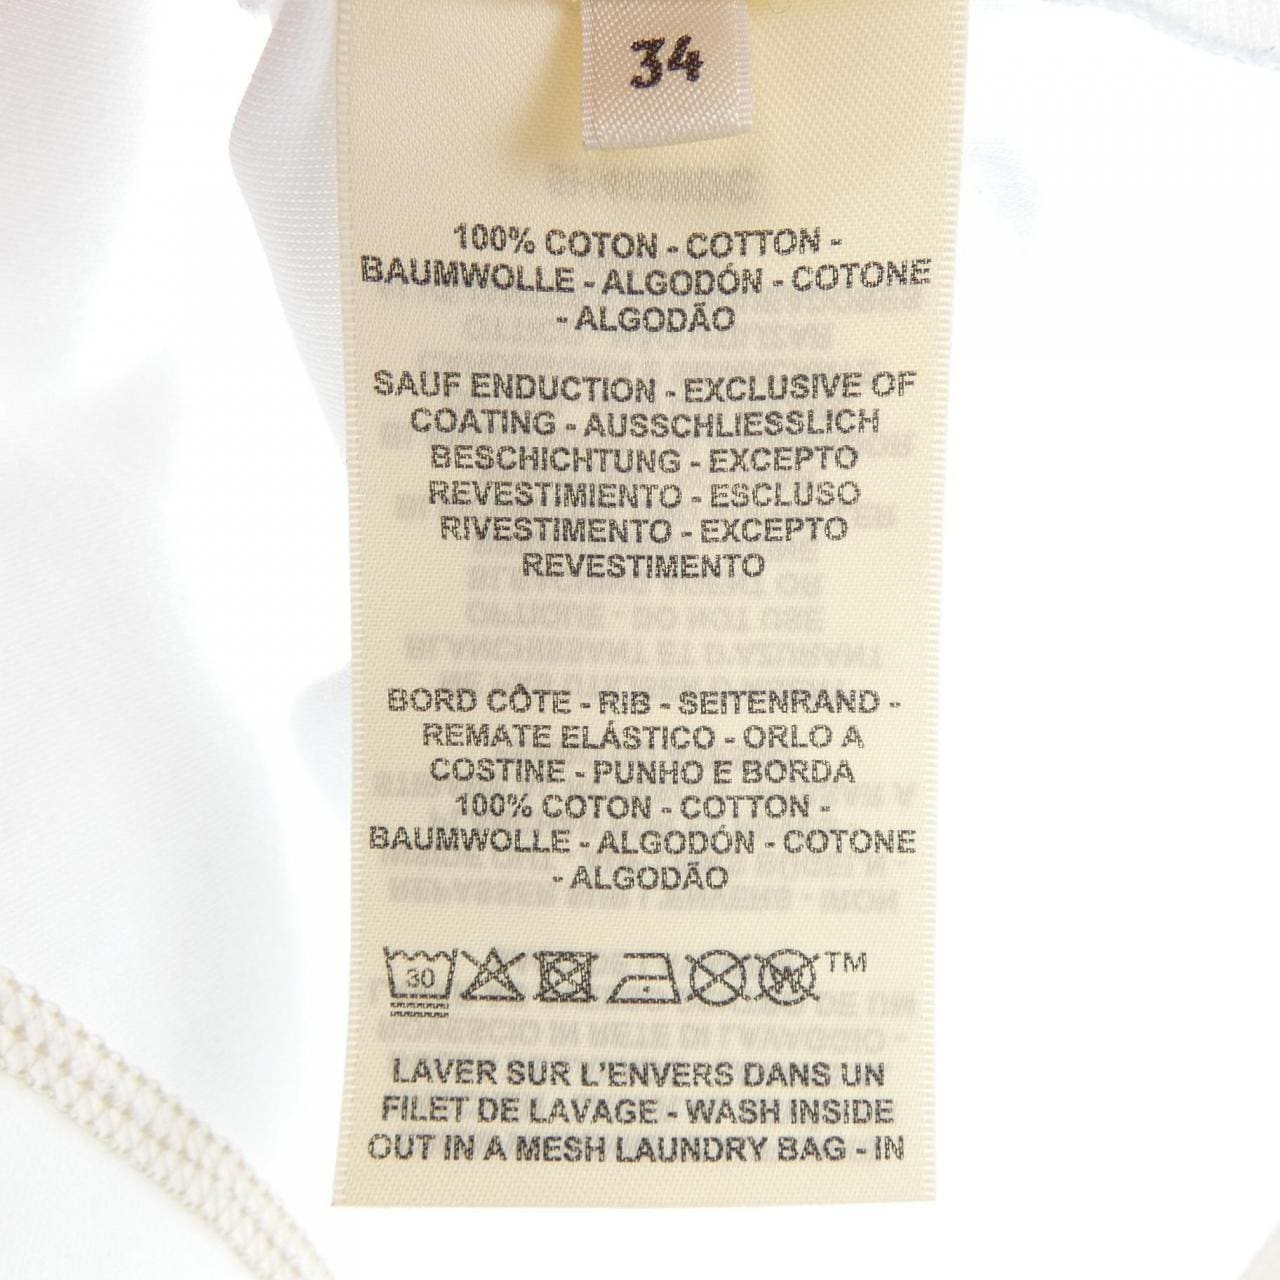 34
100% COTON - COTTON -
BAUMWOLLE - ALGODÓN - COTONE
- ALGODÃO
SAUF ENDUCTION - EXCLUSIVE OF
COATING - AUSSCHLIESSLICH
BESCHICHTUNG - EXCEPTO
REVESTIMIENTO - ESCLUSO
RIVESTIMENTO - EXCEPTO
REVESTIMENTO
BORD CÔTE - RIB - SEITENRAND -
REMATE ELÁSTICO - ORLO A
COSTINE - PUNHO E BORDA
100% COTON - COTTON -
BAUMWOLLE - ALGODÓN - COTONE
- ALGODÃO
30 W TM
LAVER SUR L'ENVERS DANS UN
FILET DE LAVAGE - WASH INSIDE
OUT IN A MESH LAUNDRY BAG - IN